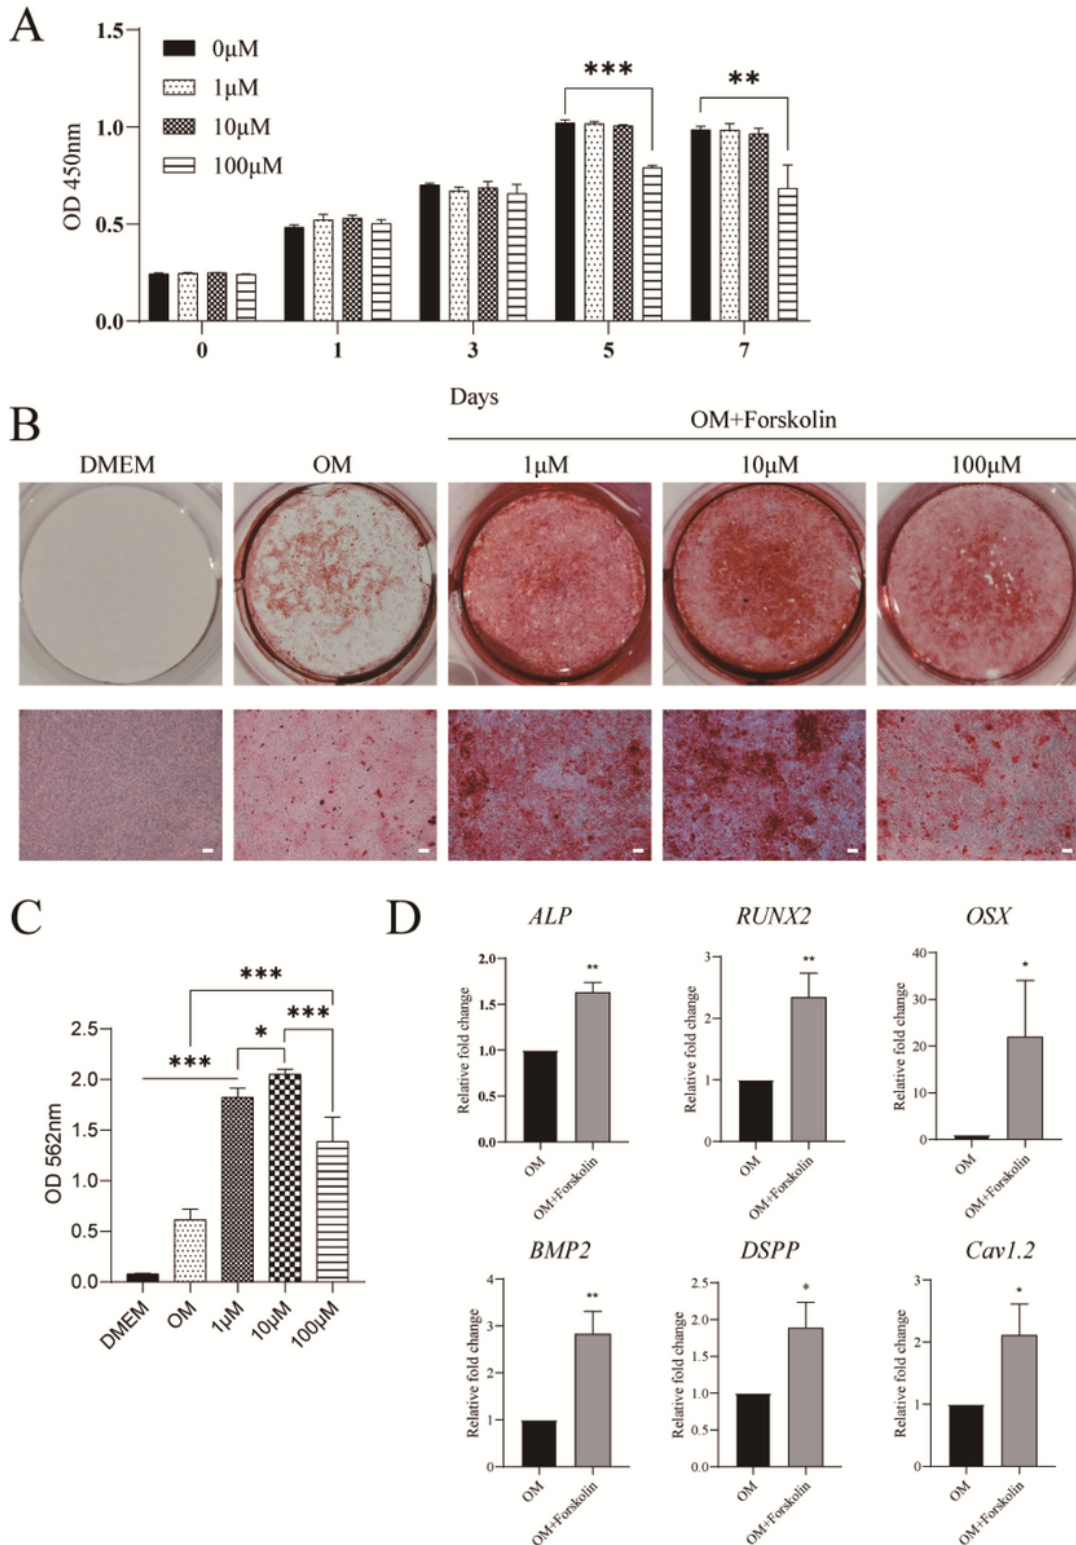 A
1.5
1.0
0.5
0.0
OD 450nm
0μM
1μM
10μM
100μM
***
**
0 1 3 5 7
Days
B
OM+Forskolin
DMEM OM 1μM 10μM 100μM
C
***
***
*
***
2.5
2.0
1.5
1.0
0.5
0.0
OD 562nm
DMEM OM 1μM 10μM 100μM
D
ALP
2.0
1.5
1.0
0.5
0.0
Relative fold change
**
OM OM+Forskolin
RUNX2
3
2
1
0
Relative fold change
**
OM OM+Forskolin
OSX
40
30
20
10
0
Relative fold change
*
OM OM+Forskolin
BMP2
4
3
2
1
0
Relative fold change
**
OM OM+Forskolin
DSPP
2.5
2.0
1.5
1.0
0.5
0.0
Relative fold change
*
OM OM+Forskolin
Cav1.2
3
2
1
0
Relative fold change
*
OM OM+Forskolin